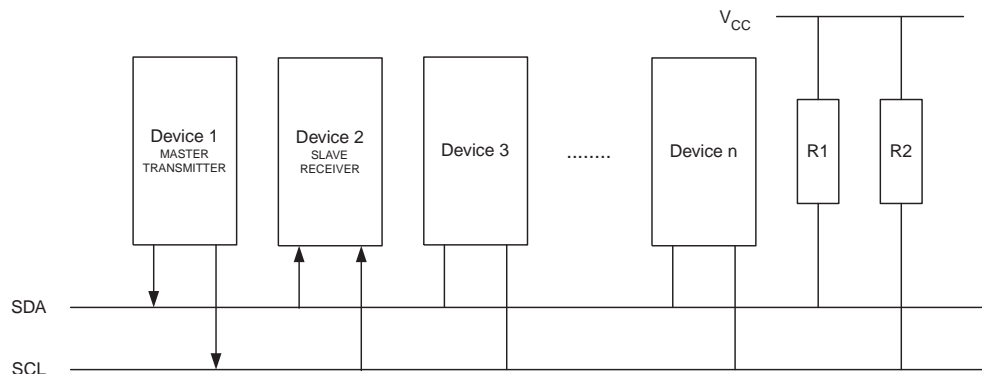 V_CC
Device 1
MASTER
TRANSMITTER
Device 2
SLAVE
RECEIVER
Device 3
........
Device n
R1
R2
SDA
SCL